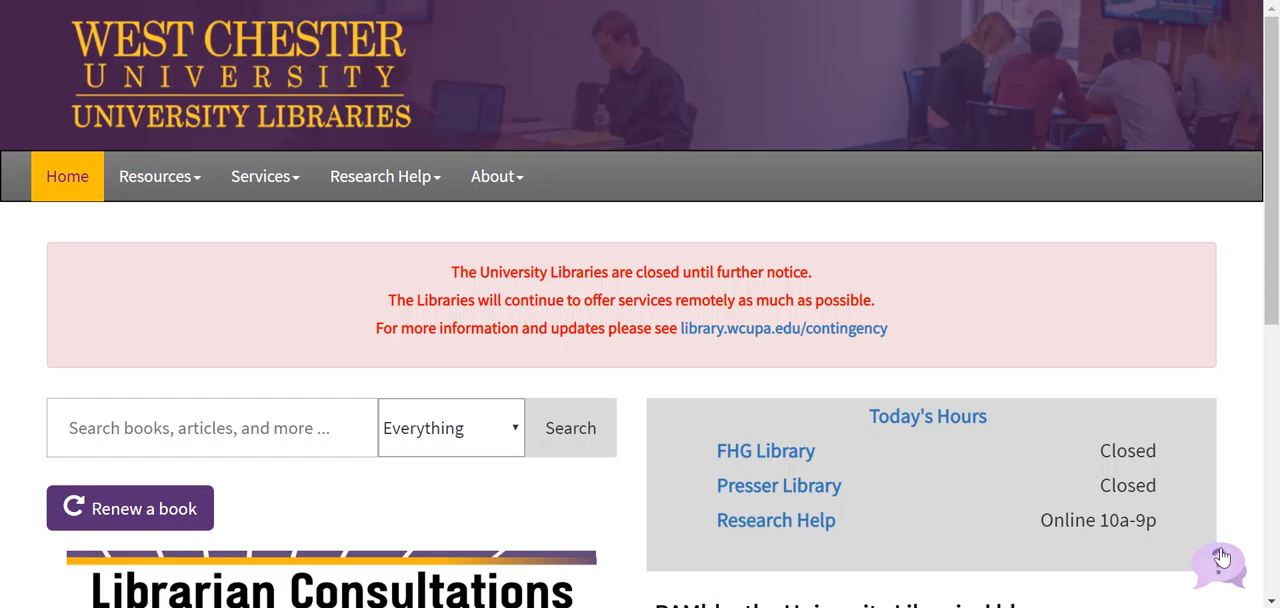 WEST CHESTER
UNIVERSITY
UNIVERSITY LIBRARIES
Home Resources Services Research Help About
The University Libraries are closed until further notice.
The Libraries will continue to offer services remotely as much as possible.
For more information and updates please see library.wcupa.edu/contingency
Search books, articles, and more ... Everything Search
Today's Hours
FHG Library Closed
Presser Library Closed
Research Help Online 10a-9p
Renew a book
Librarian Consultations